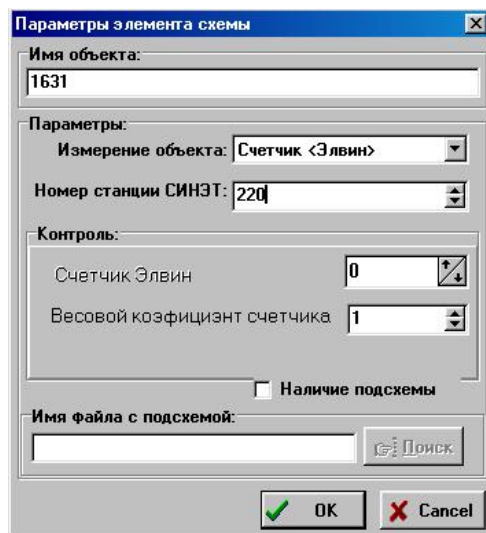 Параметры элемента схемы
Имя объекта:
1631
Параметры:
Измерение объекта: Счетчик <Элвин>
Номер станции СИНЭТ: 220
Контроль:
Счетчик Элвин 0
Весовой коэфициэнт счетчика 1
Наличие подсхемы
Имя файла с подсхемой:
Поиск
OK Cancel